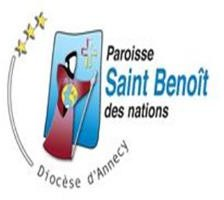 Paroisse
Saint Benoît
des nations
Diocèse d'Annecy